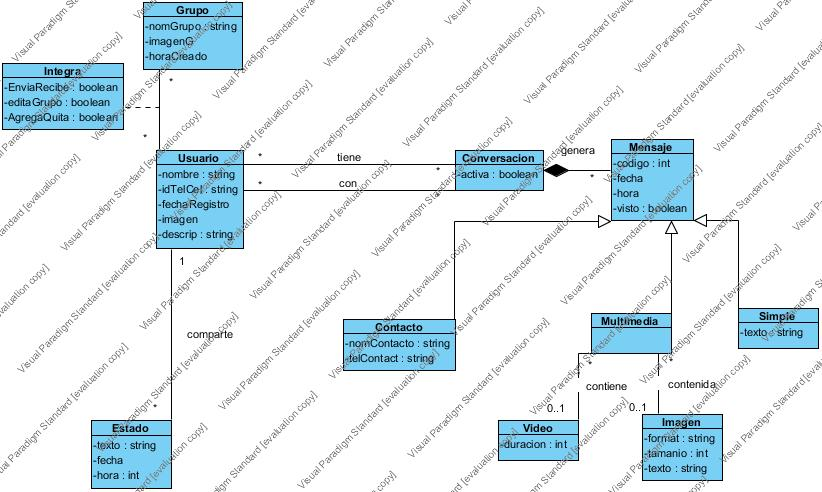 Grupo
-nomGrupo : string
-imagenG
-horaCreado
Integra
-EnviaRecibe : boolean
-editaGrupo : boolean
-AgregaQuita : boolean
*
*
Usuario
-nombre : string
-idTelCel : string
-fechaRegistro
-imagen
-descrip : string
*
tiene
*
*
con
*
Conversacion
-activa : boolean
genera
*
Mensaje
-codigo : int
-fecha
-hora
-visto : boolean
1
comparte
*
Estado
-texto : string
-fecha
-hora : int
Contacto
-nomContacto : string
-telContact : string
Multimedia
Simple
-texto : string
*
contiene
0..1
*
contenida
0..1
Video
-duracion : int
Imagen
-format : string
-tamanio : int
-texto : string
Visual Paradigm Standard [evaluation copy]